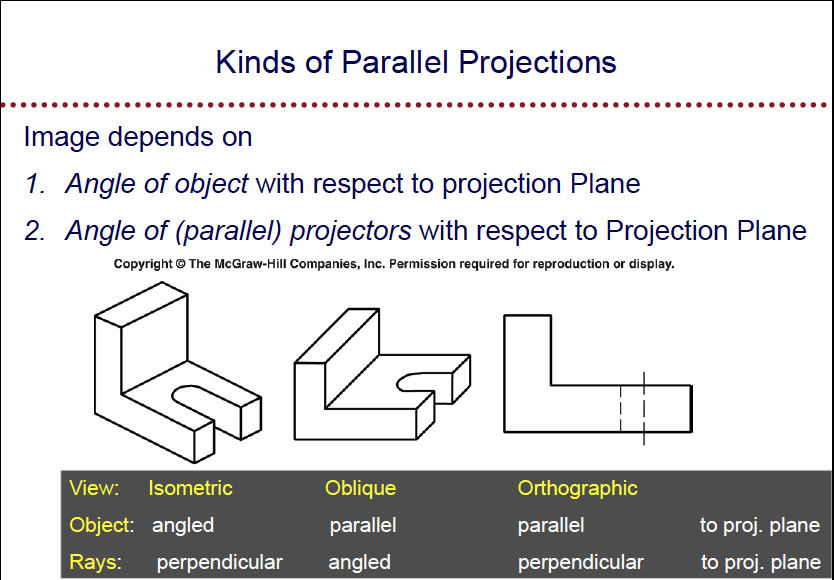 Kinds of Parallel Projections
Image depends on
1. Angle of object with respect to projection Plane
2. Angle of (parallel) projectors with respect to Projection Plane
Copyright © The McGraw-Hill Companies, Inc. Permission required for reproduction or display.
View: Isometric Oblique Orthographic
Object: angled parallel parallel to proj. plane
Rays: perpendicular angled perpendicular to proj. plane